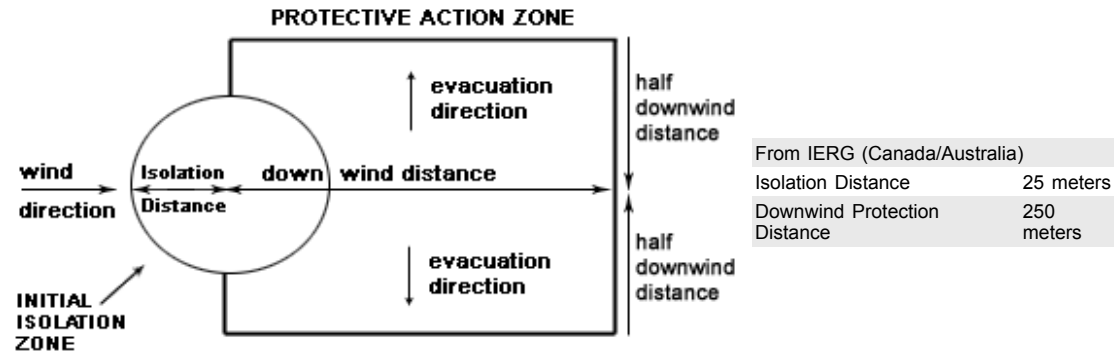 PROTECTIVE ACTION ZONE
evacuation
direction
half
downwind
distance
wind
direction
Isolation
Distance
down wind distance
evacuation
direction
half
downwind
distance
INITIAL
ISOLATION
ZONE
From IERG (Canada/Australia)
Isolation Distance 25 meters
Downwind Protection 250
Distance meters